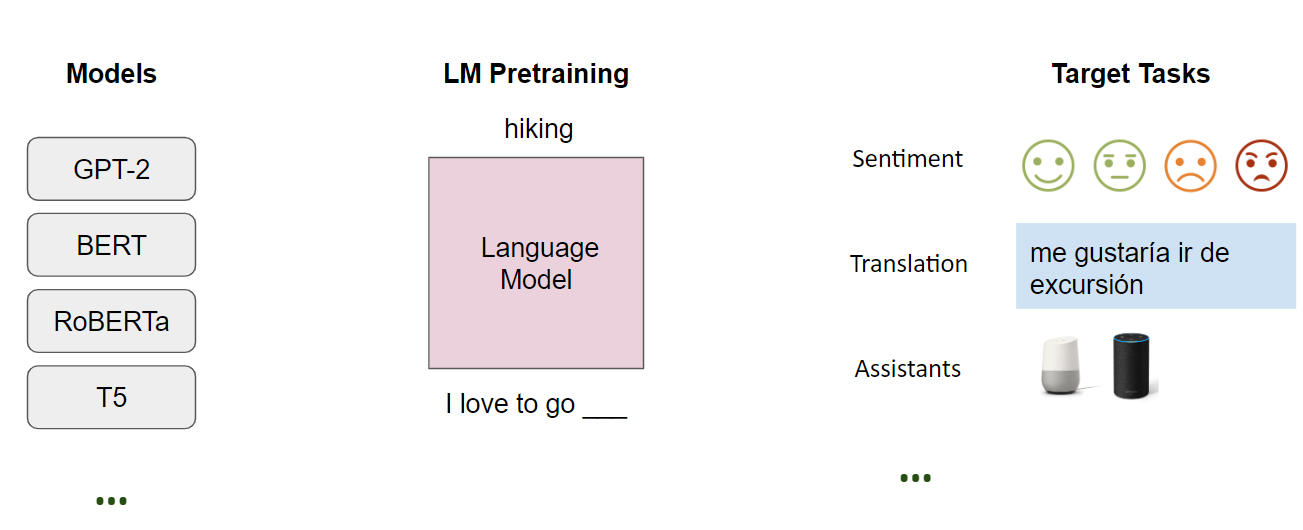 Models
GPT-2
BERT
RoBERTa
T5
...
LM Pretraining
hiking
Language
Model
I love to go ___
Target Tasks
Sentiment
Translation
me gustaría ir de
excursión
Assistants
...